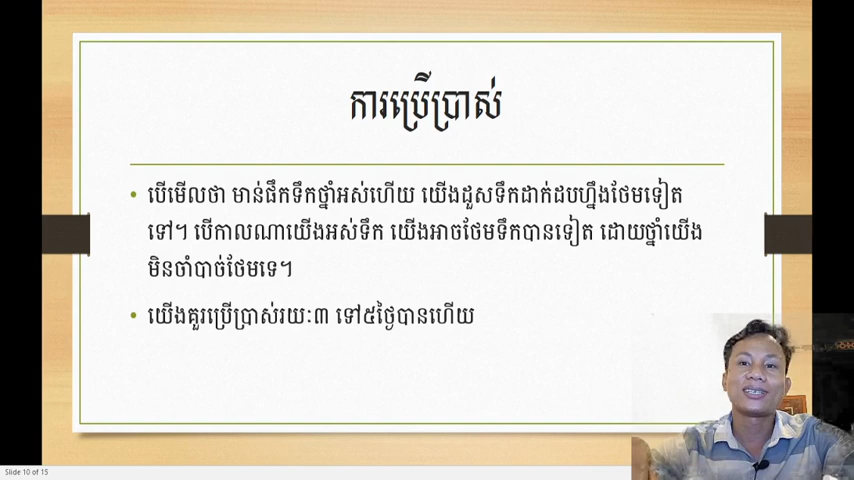 ការប្រើប្រាស់
• បើមើលថា មាន់ផឹកទឹកថ្នាំអស់ហើយ យើងដួសទឹកដាក់ដបហ្នឹងថែមទៀត
ទៅ។ បើកាលណាយើងអស់ទឹក យើងអាចថែមទឹកបានទៀត ដោយថ្នាំយើង
មិនចាំបាច់ថែមទេ។
• យើងគួរប្រើប្រាស់រយៈ៣ ទៅ៥ថ្ងៃបានហើយ
Slide 10 of 15